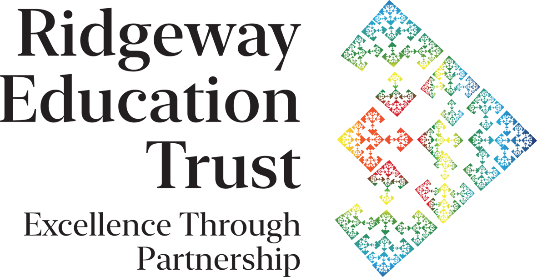 Ridgeway
Education
Trust
Excellence Through
Partnership